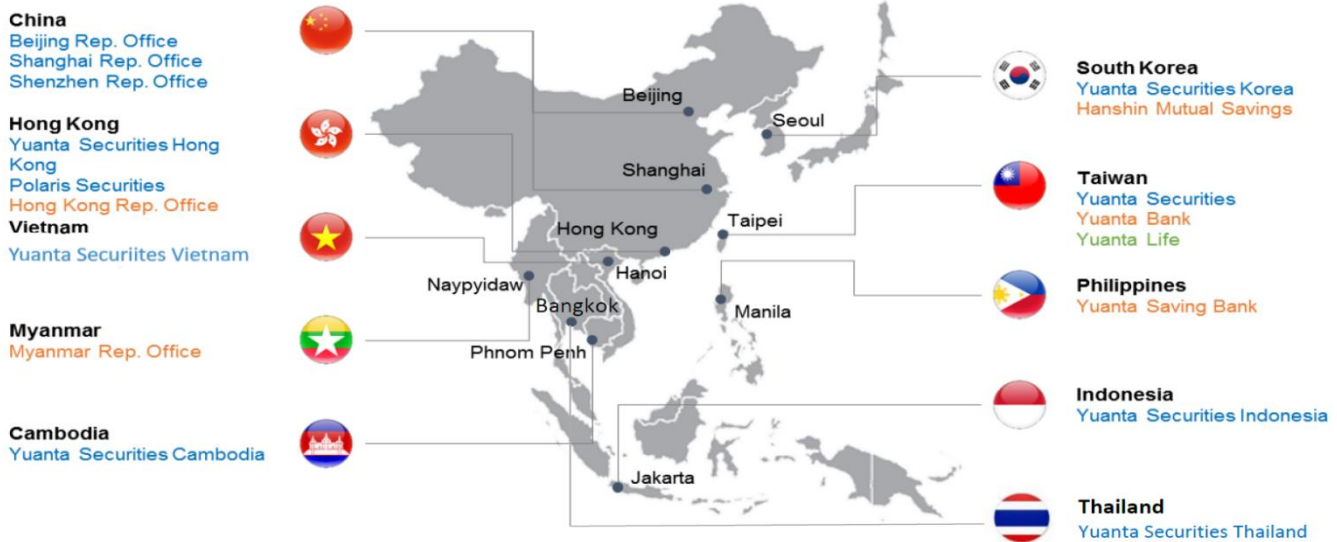 China
Beijing Rep. Office
Shanghai Rep. Office
Shenzhen Rep. Office
Hong Kong
Yuanta Securities Hong
Kong
Polaris Securities
Hong Kong Rep. Office
Vietnam
Yuanta Securiites Vietnam
Myanmar
Myanmar Rep. Office
Cambodia
Yuanta Securities Cambodia
Beijing
Seoul
Shanghai
Taipei
Hong Kong
Hanoi
Naypyidaw
Bangkok
Manila
Phnom Penh
Jakarta
South Korea
Yuanta Securities Korea
Hanshin Mutual Savings
Taiwan
Yuanta Securities
Yuanta Bank
Yuanta Life
Philippines
Yuanta Saving Bank
Indonesia
Yuanta Securities Indonesia
Thailand
Yuanta Securities Thailand